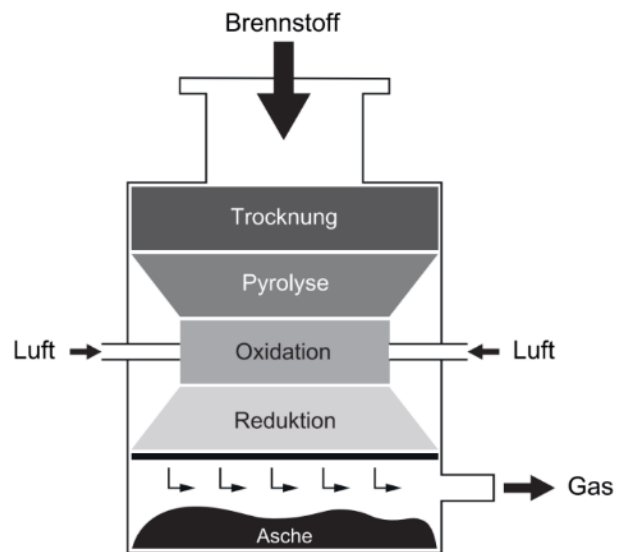 Brennstoff
Trocknung
Pyrolyse
Luft
Oxidation
Luft
Reduktion
Gas
Asche